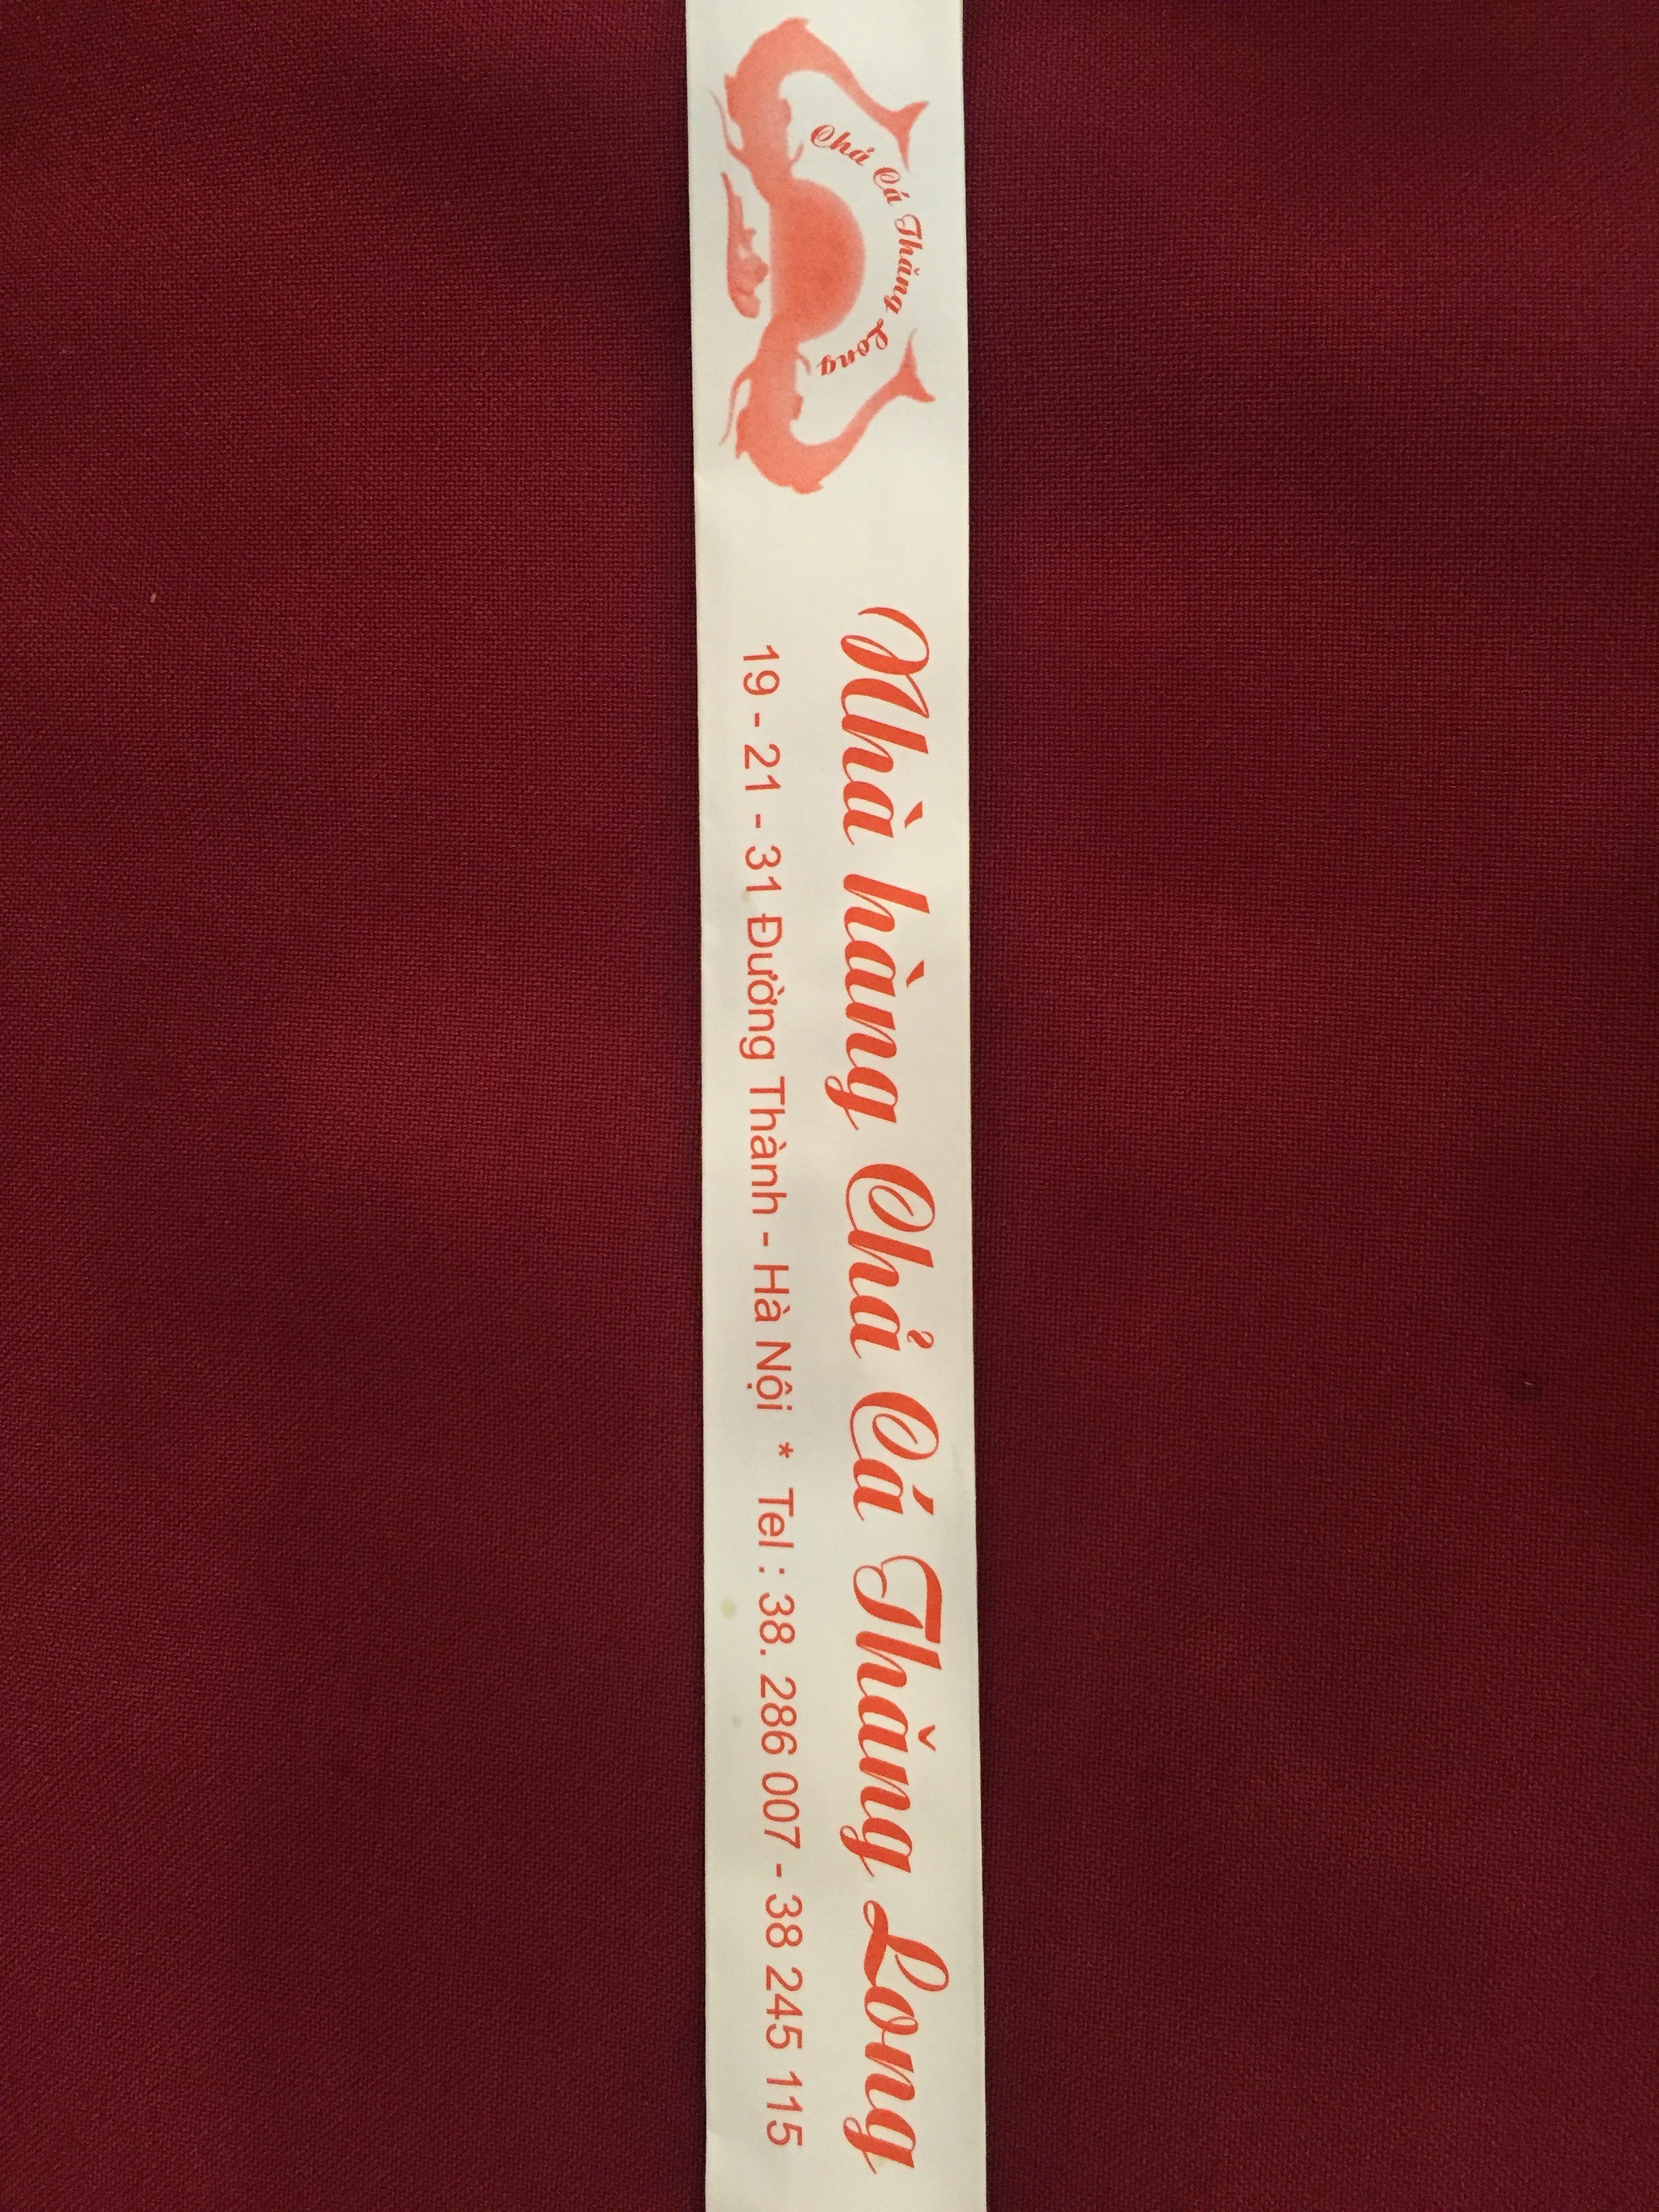 Chả Cá Thăng Long
Nhà hàng Chả Cá Thăng Long
19 - 21 - 31 Đường Thành - Hà Nội * Tel : 38. 286 007 - 38 245 115